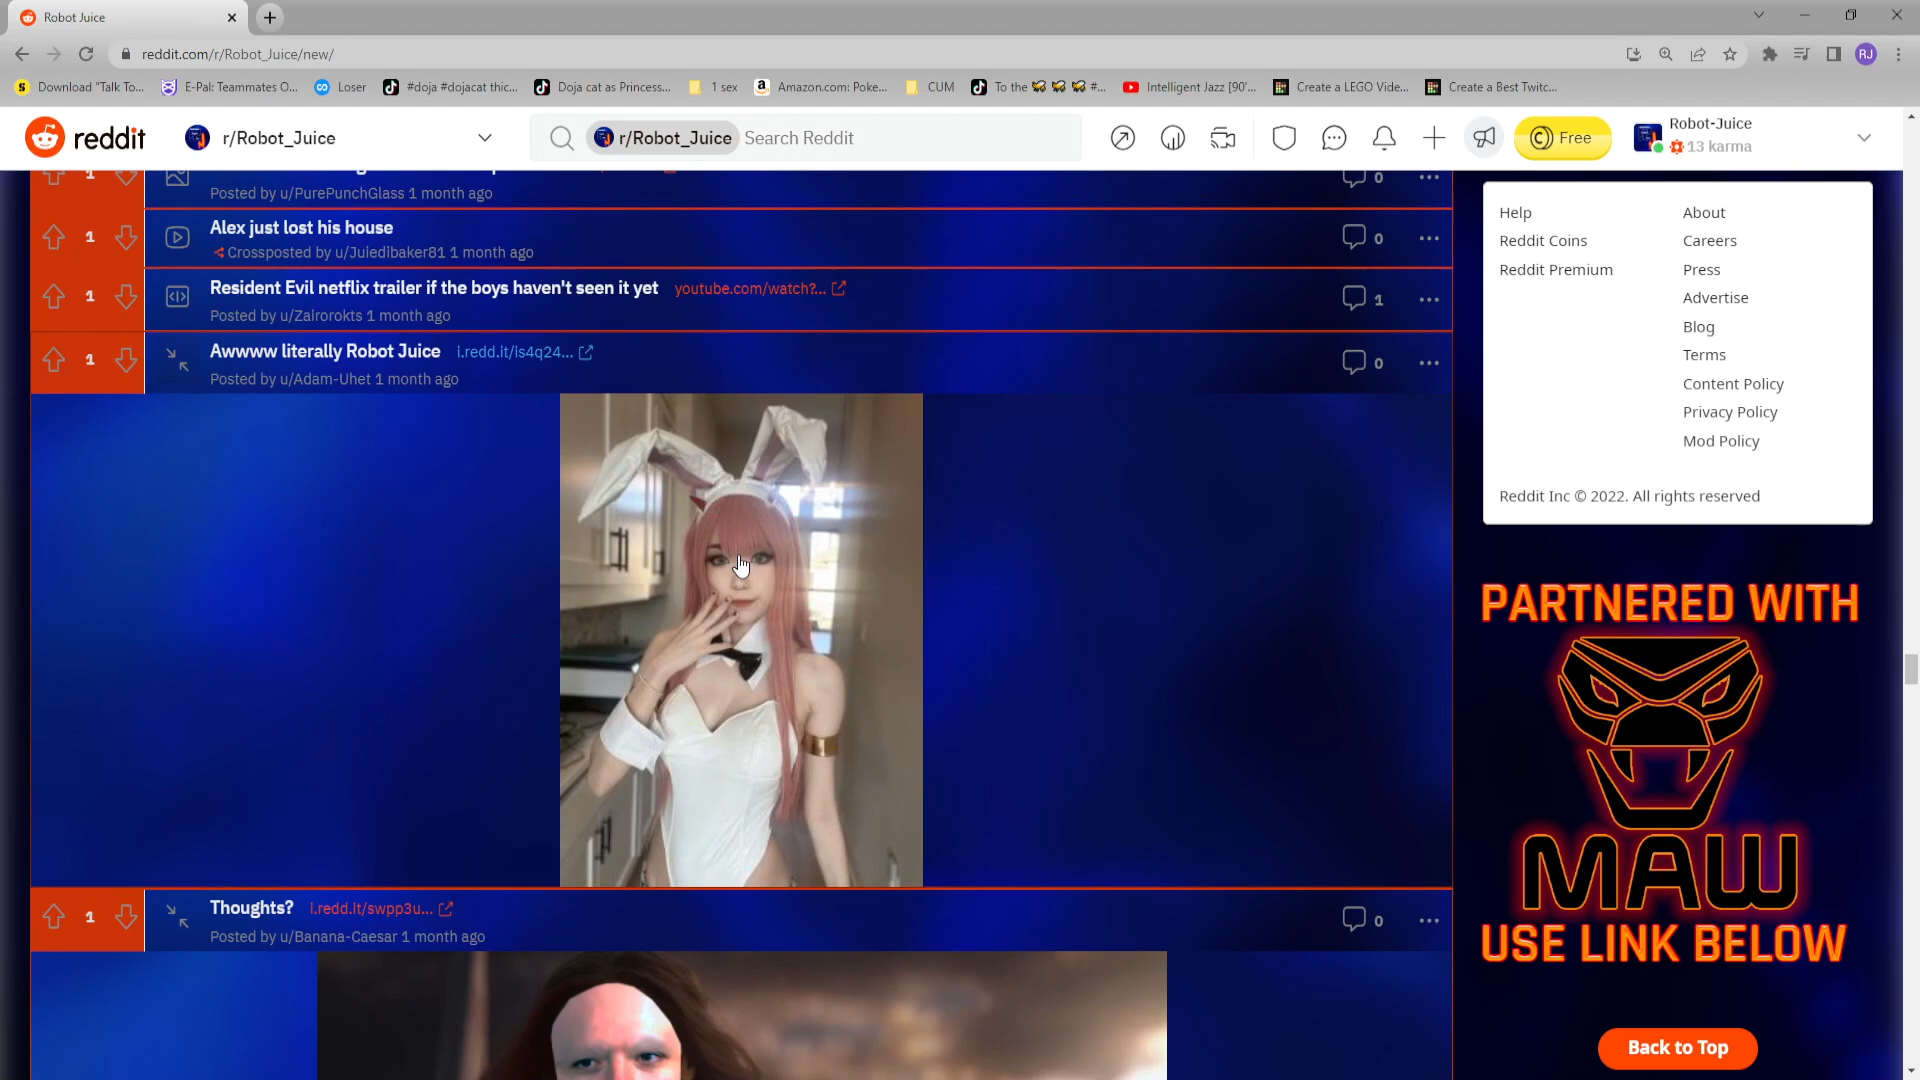 Robot Juice
reddit.com/r/Robot_Juice/new/
Download "Talk To...
E-Pal: Teammates O...
Loser
#doja #dojacat thic...
Doja cat as Princess...
1 sex
Amazon.com: Poke...
CUM
To the 🐝 🐝 🐝 #...
Intelligent Jazz [90'...
Create a LEGO Vide...
Create a Best Twitc...
RJ
reddit
r/Robot_Juice
r/Robot_Juice Search Reddit
Free
Robot-Juice
13 karma
1
Posted by u/PurePunchGlass 1 month ago
0
1
Alex just lost his house
Crossposted by u/Juiedibaker81 1 month ago
0
1
Resident Evil netflix trailer if the boys haven't seen it yet youtube.com/watch?...
Posted by u/Zairorokts 1 month ago
1
1
Awwww literally Robot Juice i.redd.it/is4q24...
Posted by u/Adam-Uhet 1 month ago
0
1
Thoughts? i.redd.it/swpp3u...
Posted by u/Banana-Caesar 1 month ago
0
Help
Reddit Coins
Reddit Premium
About
Careers
Press
Advertise
Blog
Terms
Content Policy
Privacy Policy
Mod Policy
Reddit Inc © 2022. All rights reserved
PARTNERED WITH
MAW
USE LINK BELOW
Back to Top